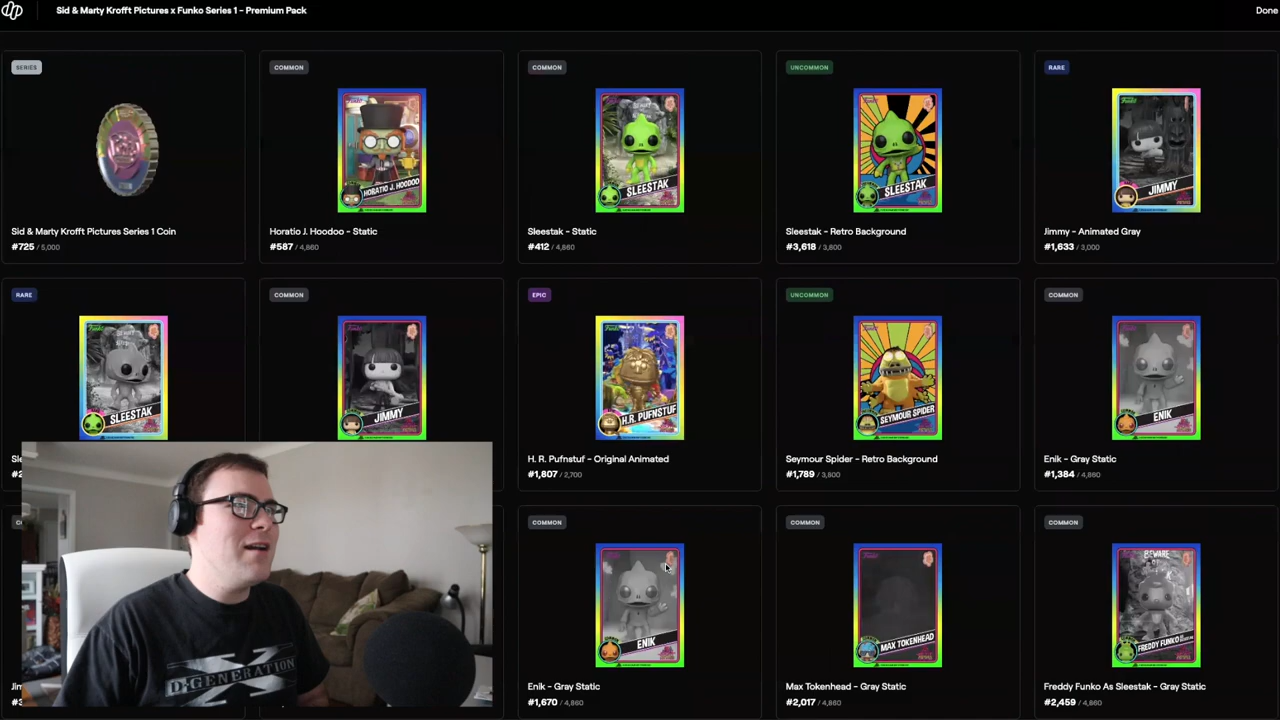 Sid & Marty Krofft Pictures x Funko Series 1 - Premium Pack
Done
SERIES
COMMON
COMMON
UNCOMMON
RARE
HORATIO J. HOODOO
SLEESTAK
SLEESTAK
JIMMY
Sid & Marty Krofft Pictures Series 1 Coin
Horatio J. Hoodoo - Static
Sleestak - Static
Sleestak - Retro Background
Jimmy - Animated Gray
#725 / 5,000
#587 / 4,860
#412 / 4,860
#3,618 / 3,800
#1,633 / 3,000
RARE
COMMON
EPIC
UNCOMMON
COMMON
SLEESTAK
JIMMY
H.R. PUFNSTUF
SEYMOUR SPIDER
ENIK
H. R. Pufnstuf - Original Animated
Seymour Spider - Retro Background
Enik - Gray Static
#1,807 / 2,700
#1,789 / 3,800
#1,384 / 4,860
COMMON
COMMON
COMMON
BEWARE OF
ENIK
MAX TOKENHEAD
FREDDY FUNKO
Enik - Gray Static
Max Tokenhead - Gray Static
Freddy Funko As Sleestak - Gray Static
#1,670 / 4,860
#2,017 / 4,860
#2,459 / 4,860
D-GENERATION